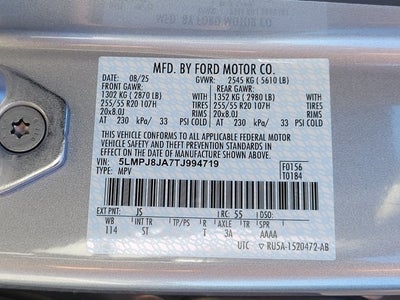 MFD. BY FORD MOTOR CO.
DATE: 08/25 GVWR: 2545 KG ( 5610 LB)
FRONT GAWR: REAR GAWR:
1302 KG ( 2870 LB) 1352 KG ( 2980 LB)
255/55 R20 107H TIRES 255/55 R20 107H TIRES
20x8.0J RIMS 20x8.0J RIMS
AT 230 kPa/ 33 PSI COLD AT 230 kPa/ 33 PSI COLD
THIS VEHICLE CONFORMS TO ALL APPLICABLE FEDERAL MOTOR
VEHICLE SAFETY AND THEFT PREVENTION STANDARDS IN
EFFECT ON THE DATE OF MANUFACTURE SHOWN ABOVE.
VIN: 5LMPJ8JA7TJ994719 F0156
TYPE: MPV T0184
EXT PNT: JS RC: 55 DSO:
WB INT TR TP/PS R AXLE TR SPR
114 ST T 3A AAAA
UTC RU5A-1520472-AB